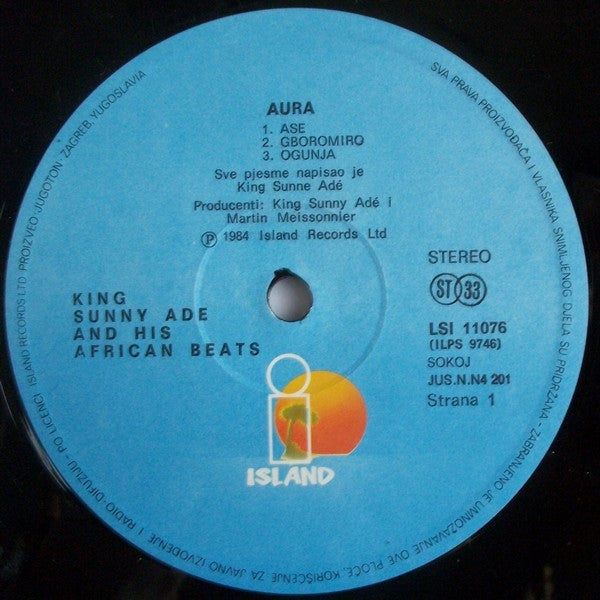 AURA
1. ASE
2. GBOROMIRO
3. OGUNJA
Sve pjesme napisao je
King Sunne Adé
Producenti: King Sunny Adé i
Martin Meissonnier
Ⓟ 1984 Island Records Ltd
KING
SUNNY ADE
AND HIS
AFRICAN BEATS
STEREO
ST 33
LSI 11076
(ILPS 9746)
SOKOJ
JUS.N.N4 201
Strana 1
i
ISLAND
SVA PRAVA PROIZVOĐAČA I VLASNIKA SNIMLJENOG DJELA SU PRIDRŽANA - ZABRANJENO JE UMNOŽAVANJE OVE PLOČE, KORIŠĆENJE ZA JAVNO IZVOĐENJE I RADIO-DIFUZIJU - PO LICENCI ISLAND RECORDS LTD PROIZVEO: JUGOTON - ZAGREB, YUGOSLAVIA